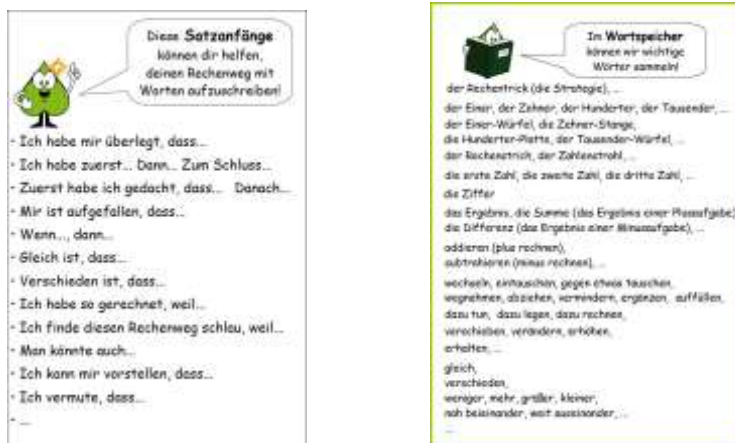 Diese Satzanfänge
können dir helfen,
deinen Rechenweg mit
Worten aufzuschreiben!
- Ich habe mir überlegt, dass...
- Ich habe zuerst... Dann... Zum Schluss...
- Zuerst habe ich gedacht, dass... Danach...
- Mir ist aufgefallen, dass...
- Wenn..., dann...
- Gleich ist, dass...
- Verschieden ist, dass...
- Ich habe so gerechnet, weil...
- Ich finde diesen Rechenweg schlau, weil...
- Man könnte auch...
- Ich kann mir vorstellen, dass...
- Ich vermute, dass...
- ...
Im Wortspeicher
können wir wichtige
Wörter sammeln!
der Rechentrick (die Strategie), ...
der Einer, der Zehner, der Hunderter, der Tausender, ...
der Einer-Würfel, die Zehner-Stange,
die Hunderter-Platte, der Tausender-Würfel, ...
der Rechenstrich, der Zahlenstrahl, ...
die erste Zahl, die zweite Zahl, die dritte Zahl, ...
die Ziffer
das Ergebnis, die Summe (das Ergebnis einer Plusaufgabe)
die Differenz (das Ergebnis einer Minusaufgabe), ...
addieren (plus rechnen),
subtrahieren (minus rechnen), ...
wechseln, eintauschen, gegen etwas tauschen,
wegnehmen, abziehen, vermindern, ergänzen, auffüllen,
dazu tun, dazu legen, dazu rechnen,
verschieben, verändern, erhöhen,
erhalten, ...
gleich,
verschieden,
weniger, mehr, größer, kleiner,
nah beieinander, weit auseinander, ...
...